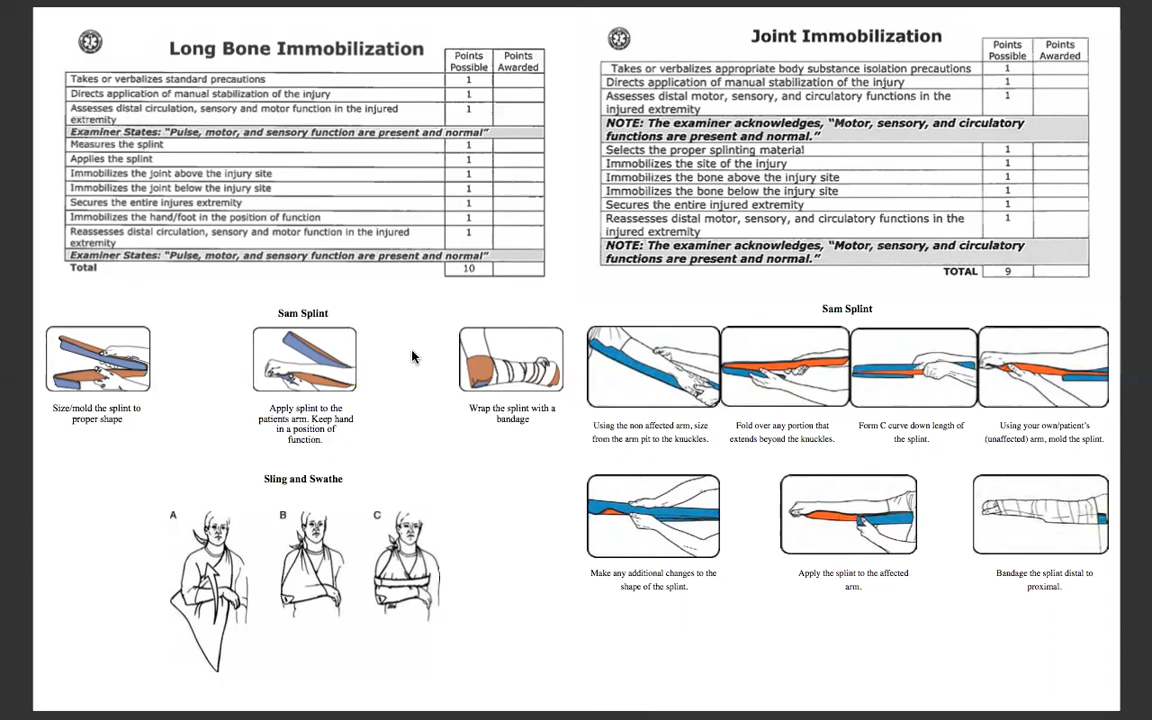 Long Bone Immobilization
Points Possible
Points Awarded
Takes or verbalizes standard precautions 1
Directs application of manual stabilization of the injury 1
Assesses distal circulation, sensory and motor function in the injured 1
extremity
Examiner States: "Pulse, motor, and sensory function are present and normal"
Measures the splint 1
Applies the splint 1
Immobilizes the joint above the injury site 1
Immobilizes the joint below the injury site 1
Secures the entire injures extremity 1
Immobilizes the hand/foot in the position of function 1
Reassesses distal circulation, sensory and motor function in the injured 1
extremity
Examiner States: "Pulse, motor, and sensory function are present and normal"
Total 10
Sam Splint
Size/mold the splint to
proper shape
Apply splint to the
patients arm. Keep hand
in a position of
function.
Wrap the splint with a
bandage
Sling and Swathe
A
B
C
Joint Immobilization
Points Possible
Points Awarded
Takes or verbalizes appropriate body substance isolation precautions 1
Directs application of manual stabilization of the injury 1
Assesses distal motor, sensory, and circulatory functions in the 1
injured extremity
NOTE: The examiner acknowledges, "Motor, sensory, and circulatory
functions are present and normal."
Selects the proper splinting material 1
Immobilizes the site of the injury 1
Immobilizes the bone above the injury site 1
Immobilizes the bone below the injury site 1
Secures the entire injured extremity 1
Reassesses distal motor, sensory, and circulatory functions in the 1
injured extremity
NOTE: The examiner acknowledges, "Motor, sensory, and circulatory
functions are present and normal."
TOTAL 9
Sam Splint
Using the non affected arm, size
from the arm pit to the knuckles.
Fold over any portion that
extends beyond the knuckles.
Form C curve down length of
the splint.
Using your own/patient's
(unaffected) arm, mold the splint.
Make any additional changes to the
shape of the splint.
Apply the splint to the affected
arm.
Bandage the splint distal to
proximal.